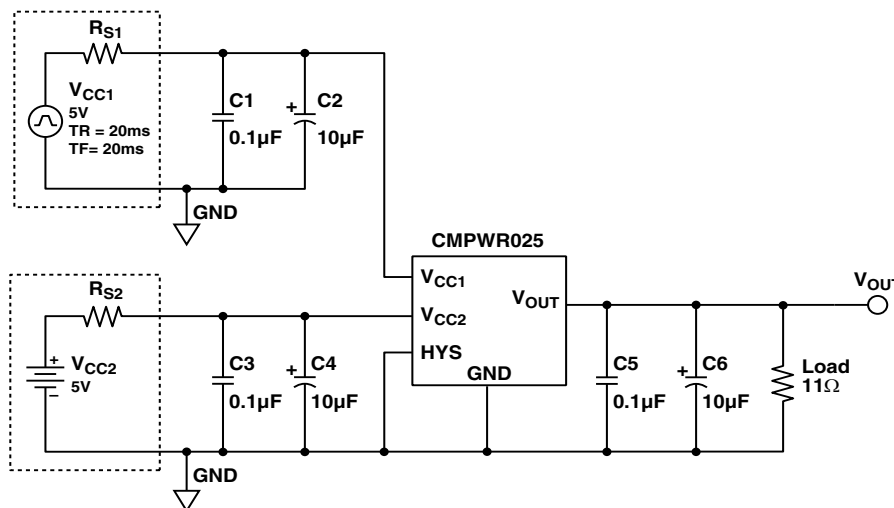 RS1
VCC1
5V
TR = 20ms
TF= 20ms
C1
0.1µF
+
C2
10µF
GND
CMPWR025
VCC1
VCC2
HYS
VOUT
GND
RS2
+
VCC2
5V
–
C3
0.1µF
+
C4
10µF
C5
0.1µF
+
C6
10µF
Load
11Ω
VOUT
GND